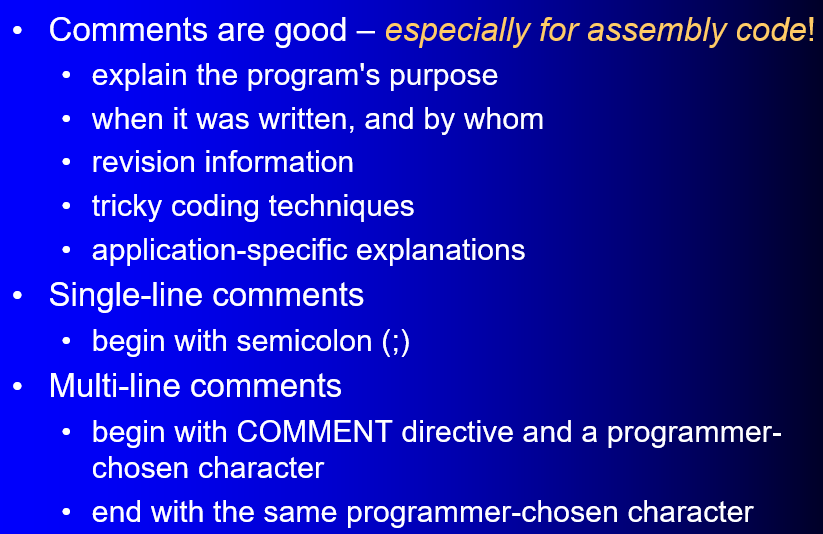 • Comments are good – especially for assembly code!
• explain the program's purpose
• when it was written, and by whom
• revision information
• tricky coding techniques
• application-specific explanations
• Single-line comments
• begin with semicolon (;)
• Multi-line comments
• begin with COMMENT directive and a programmer-
chosen character
• end with the same programmer-chosen character